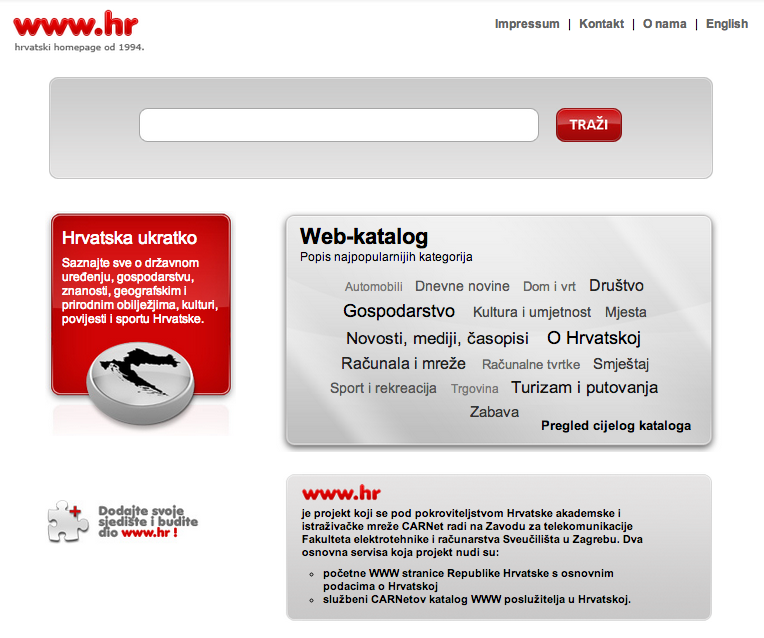 www.hr
hrvatski homepage od 1994.
Impressum | Kontakt | O nama | English
TRAŽI
Hrvatska ukratko
Saznajte sve o državnom
uređenju, gospodarstvu,
znanosti, geografskim i
prirodnim obilježjima, kulturi,
povijesti i sportu Hrvatske.
Web-katalog
Popis najpopularnijih kategorija
Automobili Dnevne novine Dom i vrt Društvo
Gospodarstvo Kultura i umjetnost Mjesta
Novosti, mediji, časopisi O Hrvatskoj
Računala i mreže Računalne tvrtke Smještaj
Sport i rekreacija Trgovina Turizam i putovanja
Zabava
Pregled cijelog kataloga
Dodajte svoje
sjedište i budite
dio www.hr !
www.hr
je projekt koji se pod pokroviteljstvom Hrvatske akademske i
istraživačke mreže CARNet radi na Zavodu za telekomunikacije
Fakulteta elektrotehnike i računarstva Sveučilišta u Zagrebu. Dva
osnovna servisa koja projekt nudi su:
početne WWW stranice Republike Hrvatske s osnovnim
podacima o Hrvatskoj
službeni CARNetov katalog WWW poslužitelja u Hrvatskoj.